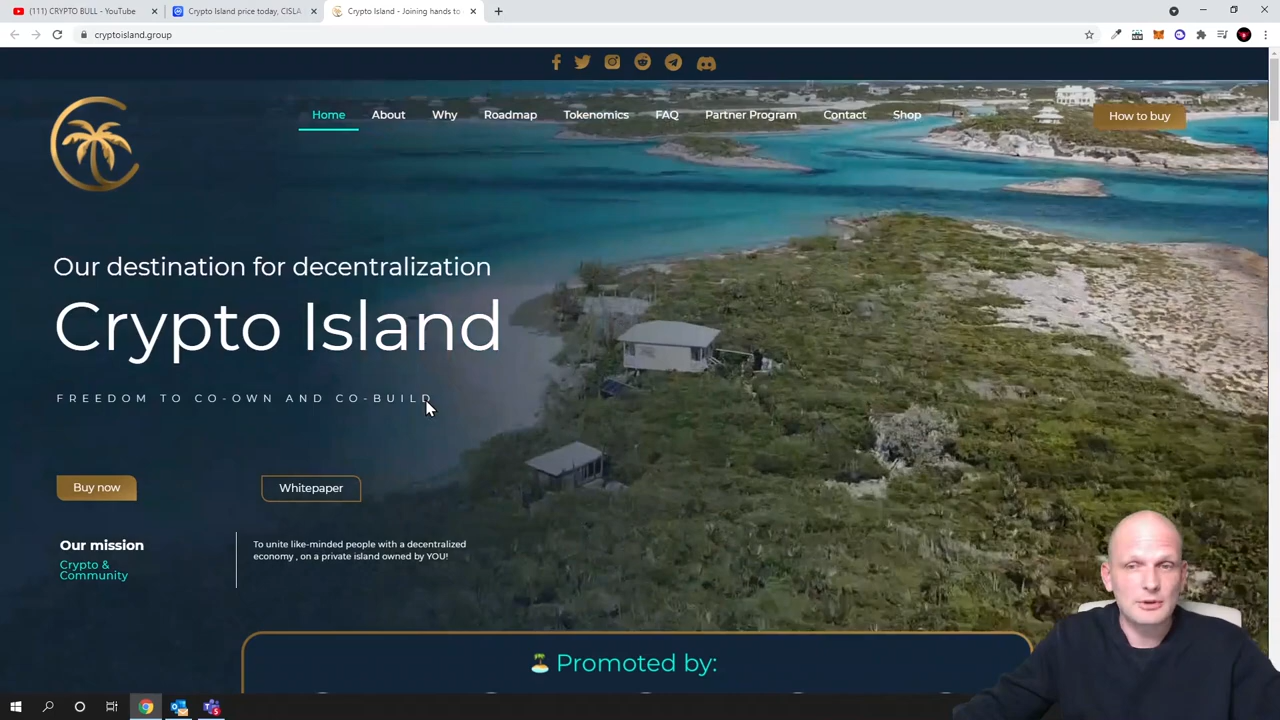 (111) CRYPTO BULL - YouTube
Crypto Island price today, CISLA
Crypto Island - Joining hands to
cryptoisland.group
Home
About
Why
Roadmap
Tokenomics
FAQ
Partner Program
Contact
Shop
How to buy
Our destination for decentralization
Crypto Island
FREEDOM TO CO-OWN AND CO-BUILD
Buy now
Whitepaper
Our mission
Crypto &
Community
To unite like-minded people with a decentralized
economy , on a private island owned by YOU!
Promoted by: